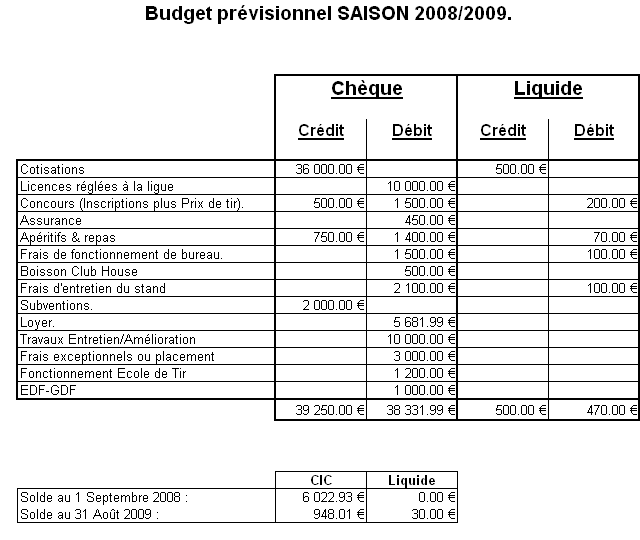 Budget prévisionnel SAISON 2008/2009.
Chèque Liquide
Crédit Débit Crédit Débit
Cotisations 36 000.00 € 500.00 €
Licences réglées à la ligue 10 000.00 €
Concours (Inscriptions plus Prix de tir). 500.00 € 1 500.00 € 200.00 €
Assurance 450.00 €
Apéritifs & repas 750.00 € 1 400.00 € 70.00 €
Frais de fonctionnement de bureau. 1 500.00 € 100.00 €
Boisson Club House 500.00 €
Frais d'entretien du stand 2 100.00 € 100.00 €
Subventions. 2 000.00 €
Loyer. 5 681.99 €
Travaux Entretien/Amélioration 10 000.00 €
Frais exceptionnels ou placement 3 000.00 €
Fonctionnement Ecole de Tir 1 200.00 €
EDF-GDF 1 000.00 €
39 250.00 € 38 331.99 € 500.00 € 470.00 €
CIC Liquide
Solde au 1 Septembre 2008 : 6 022.93 € 0.00 €
Solde au 31 Août 2009 : 948.01 € 30.00 €